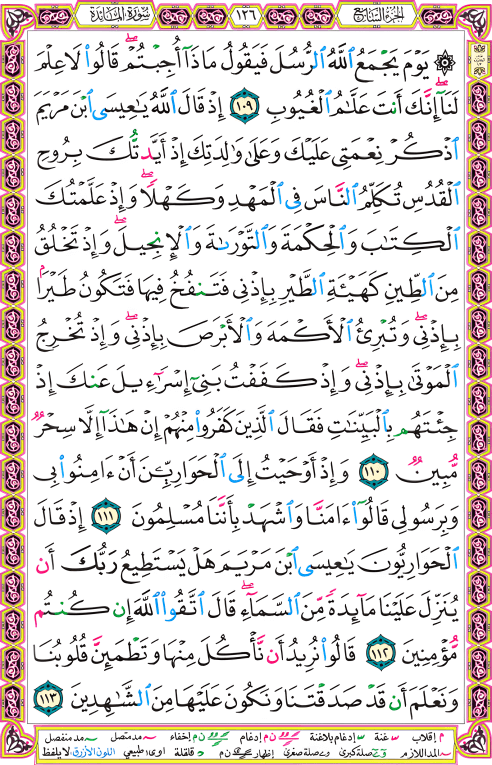 الجزء السابع
١٢٦
سورة المائدة
۞ يَوْمَ يَجْمَعُ ٱللَّهُ ٱلرُّسُلَ فَيَقُولُ مَاذَآ أُجِبْتُمْ ۖ قَالُوا۟ لَا عِلْمَ
لَنَآ ۖ إِنَّكَ أَنتَ عَلَّـٰمُ ٱلْغُيُوبِ ١٠٩ إِذْ قَالَ ٱللَّهُ يَـٰعِيسَى ٱبْنَ مَرْيَمَ
ٱذْكُرْ نِعْمَتِى عَلَيْكَ وَعَلَىٰ وَٰلِدَتِكَ إِذْ أَيَّدتُّكَ بِرُوحِ
ٱلْقُدُسِ تُكَلِّمُ ٱلنَّاسَ فِى ٱلْمَهْدِ وَكَهْلًا ۖ وَإِذْ عَلَّمْتُكَ
ٱلْكِتَـٰبَ وَٱلْحِكْمَةَ وَٱلتَّوْرَىٰةَ وَٱلْإِنجِيلَ ۖ وَإِذْ تَخْلُقُ
مِنَ ٱلطِّينِ كَهَيْـَٔةِ ٱلطَّيْرِ بِإِذْنِى فَتَنفُخُ فِيهَا فَتَكُونُ طَيْرًۢا
بِإِذْنِى ۖ وَتُبْرِئُ ٱلْأَكْمَهَ وَٱلْأَبْرَصَ بِإِذْنِى ۖ وَإِذْ تُخْرِجُ
ٱلْمَوْتَىٰ بِإِذْنِى ۖ وَإِذْ كَفَفْتُ بَنِىٓ إِسْرَٰٓءِيلَ عَنكَ إِذْ
جِئْتَهُم بِٱلْبَيِّنَـٰتِ فَقَالَ ٱلَّذِينَ كَفَرُوا۟ مِنْهُمْ إِنْ هَـٰذَآ إِلَّا سِحْرٌ
مُّبِينٌ ١١٠ وَإِذْ أَوْحَيْتُ إِلَى ٱلْحَوَارِيِّـۧنَ أَنْ ءَامِنُوا۟ بِى
وَبِرَسُولِى قَالُوٓا۟ ءَامَنَّا وَٱشْهَدْ بِأَنَّنَا مُسْلِمُونَ ١١١ إِذْ قَالَ
ٱلْحَوَارِيُّونَ يَـٰعِيسَى ٱبْنَ مَرْيَمَ هَلْ يَسْتَطِيعُ رَبُّكَ أَن
يُنَزِّلَ عَلَيْنَا مَآئِدَةً مِّنَ ٱلسَّمَآءِ ۖ قَالَ ٱتَّقُوا۟ ٱللَّهَ إِن كُنتُم
مُّؤْمِنِينَ ١١٢ قَالُوا۟ نُرِيدُ أَن نَّأْكُلَ مِنْهَا وَتَطْمَئِنَّ قُلُوبُنَا
وَنَعْلَمَ أَن قَدْ صَدَقْتَنَا وَنَكُونَ عَلَيْهَا مِنَ ٱلشَّـٰهِدِينَ ١١٣
م إقلاب غنة إدغام بلاغنة ن م إدغام ن م إخفاء مد متصل مد منفصل
المد اللازم صلة كبرى صلة صغرى إظهار ن م قلقلة اوى طبيعي اللون الأزرق لا يلفظ